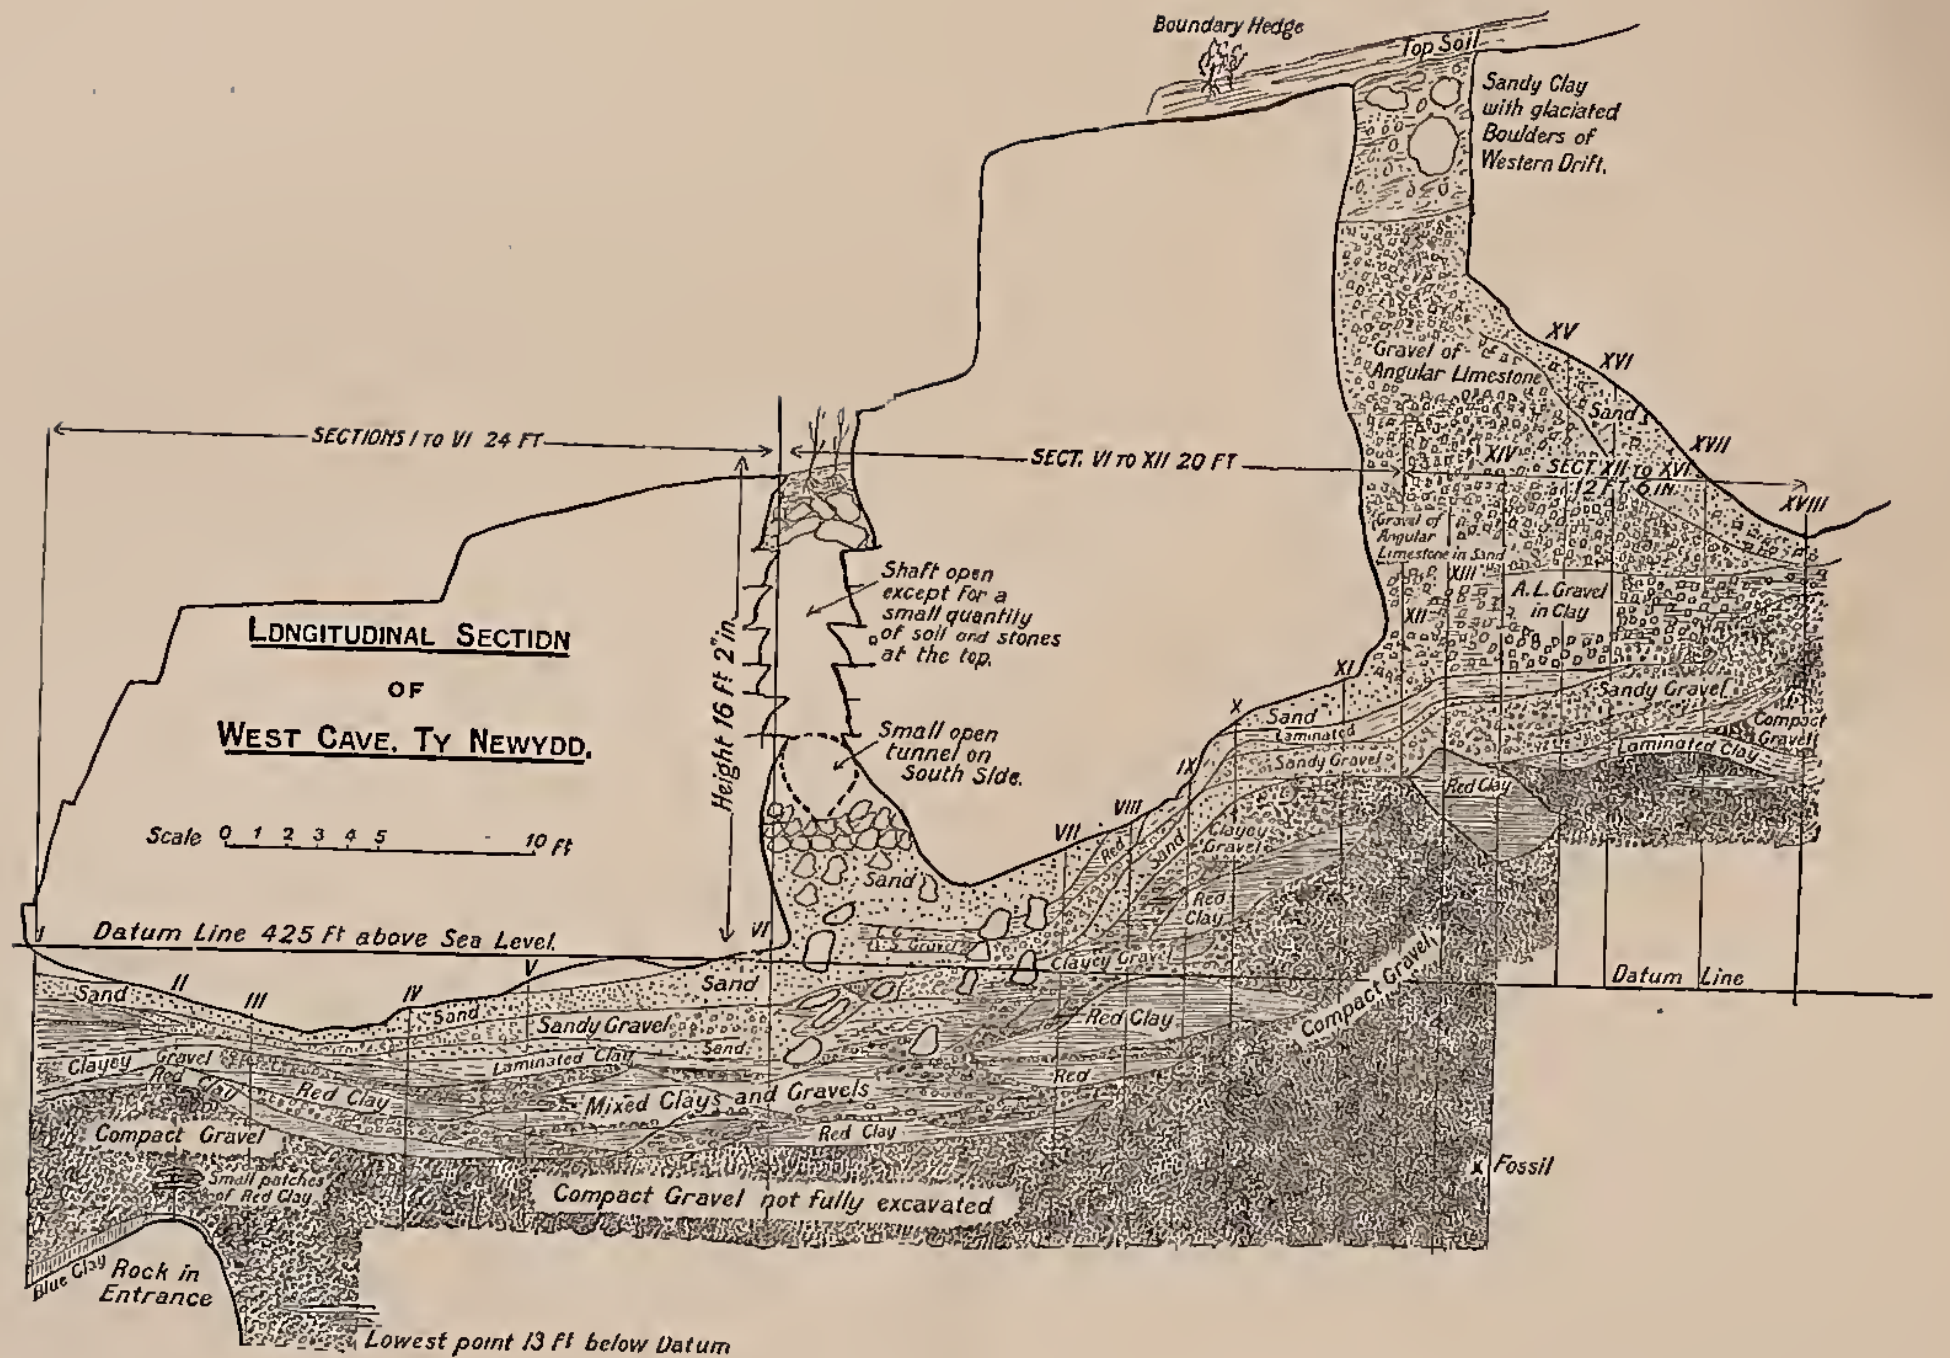 Boundary Hedge
Top Soil
Sandy Clay
with glaciated
Boulders of
Western Drift.
XV
Gravel of
Angular Limestone
XVI
Sand
XVII
SECTIONS I TO VI 24 FT
SECT. VI TO XII 20 FT
XIV
SECT. XII to XVI.
12 FT. 6 IN.
XVIII
Gravel of
Angular
Limestone in Sand
XIII
A.L. Gravel
in Clay
XII
Shaft open
except for a
small quantity
of soil and stones
at the top.
LONGITUDINAL SECTION
OF
WEST CAVE, TY NEWYDD.
Height 16 ft 2"in.
XI
Sandy Gravel
X
Sand
Laminated
Compact
Gravel
Laminated Clay
Small open
tunnel on
South Side.
Sandy Gravel
IX
Red Clay
Scale 0 1 2 3 4 5 10 ft
VIII
VII
Red
Sand
Clayey
Gravel
Sand
Red
Clay
I
Datum Line 425 Ft above Sea Level.
VI
Gravel
Clayey Gravel
Compact Gravel
Datum Line
II
III
IV
V
Sand
Sand
Sand
Sandy Gravel
Sand
Red Clay
Clayey Gravel
Laminated Clay
Red Clay
Red Clay
Red
Mixed Clays and Gravels
Red Clay
Compact Gravel
Small patches
of Red Clay
x Fossil
Compact Gravel not fully excavated
Blue Clay
Rock in
Entrance
Lowest point 13 ft below Datum